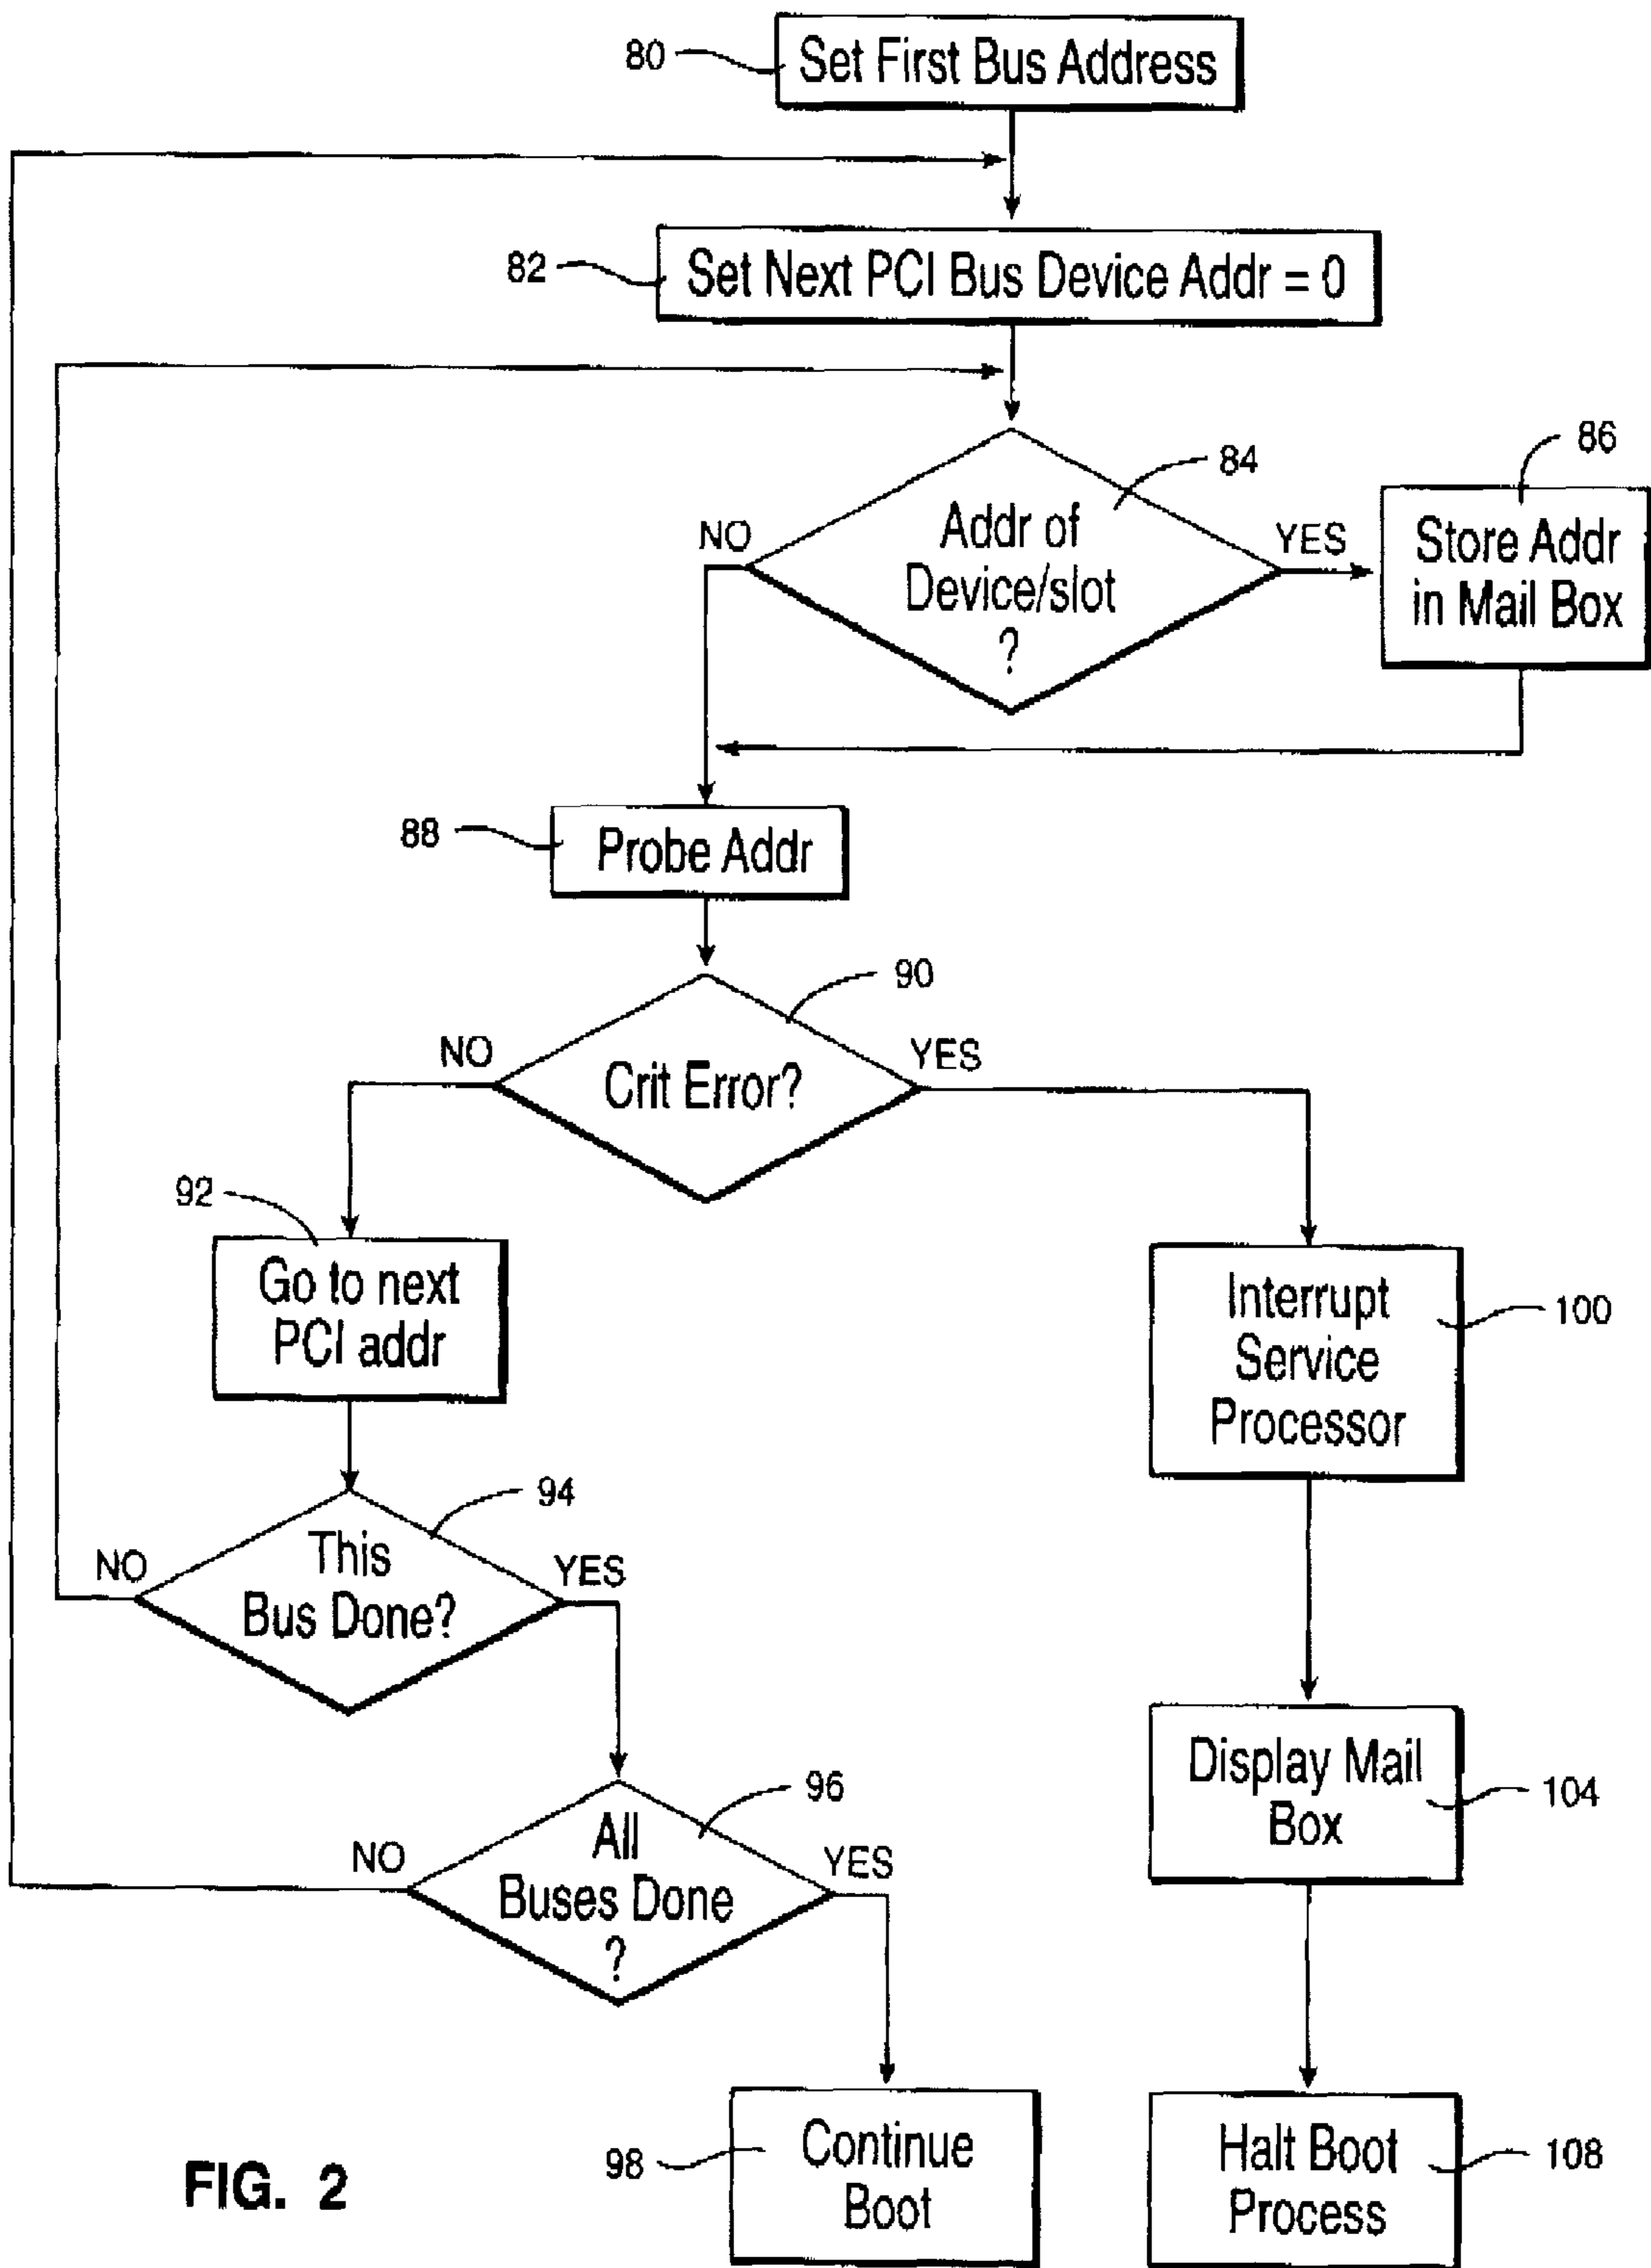 80
Set First Bus Address
82
Set Next PCI Bus Device Addr = 0
84
86
NO
Addr of
Device/slot
?
YES
Store Addr
in Mail Box
88
Probe Addr
90
NO
Crit Error?
YES
92
Go to next
PCI addr
Interrupt
Service
Processor
100
94
NO
This
Bus Done?
YES
96
NO
All
Buses Done
?
YES
Display Mail
Box
104
98
Continue
Boot
Halt Boot
Process
108
FIG. 2